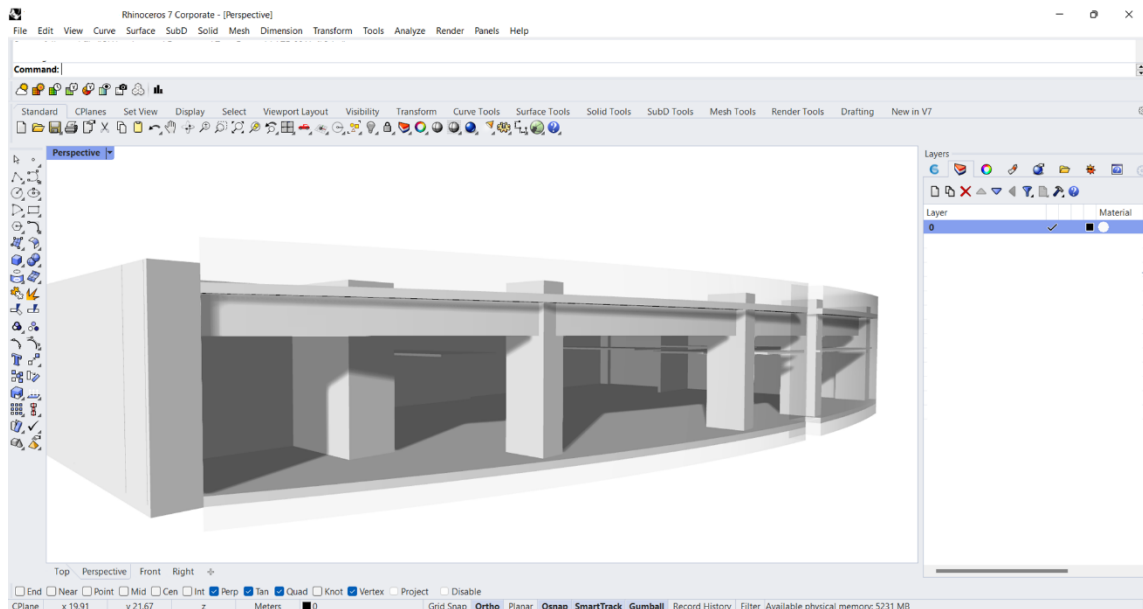 Rhinoceros 7 Corporate - [Perspective]
File Edit View Curve Surface SubD Solid Mesh Dimension Transform Tools Analyze Render Panels Help
Command:
Standard CPlanes Set View Display Select Viewport Layout Visibility Transform Curve Tools Surface Tools Solid Tools SubD Tools Mesh Tools Render Tools Drafting New in V7
Perspective
Layers
Layer Material
0
Top Perspective Front Right
End Near Point Mid Cen Int Perp Tan Quad Knot Vertex Project Disable
CPlane x 19.91 y 21.67 z Meters 0 Grid Snap Ortho Planar Osnap SmartTrack Gumball Record History Filter Available physical memory: 5231 MB